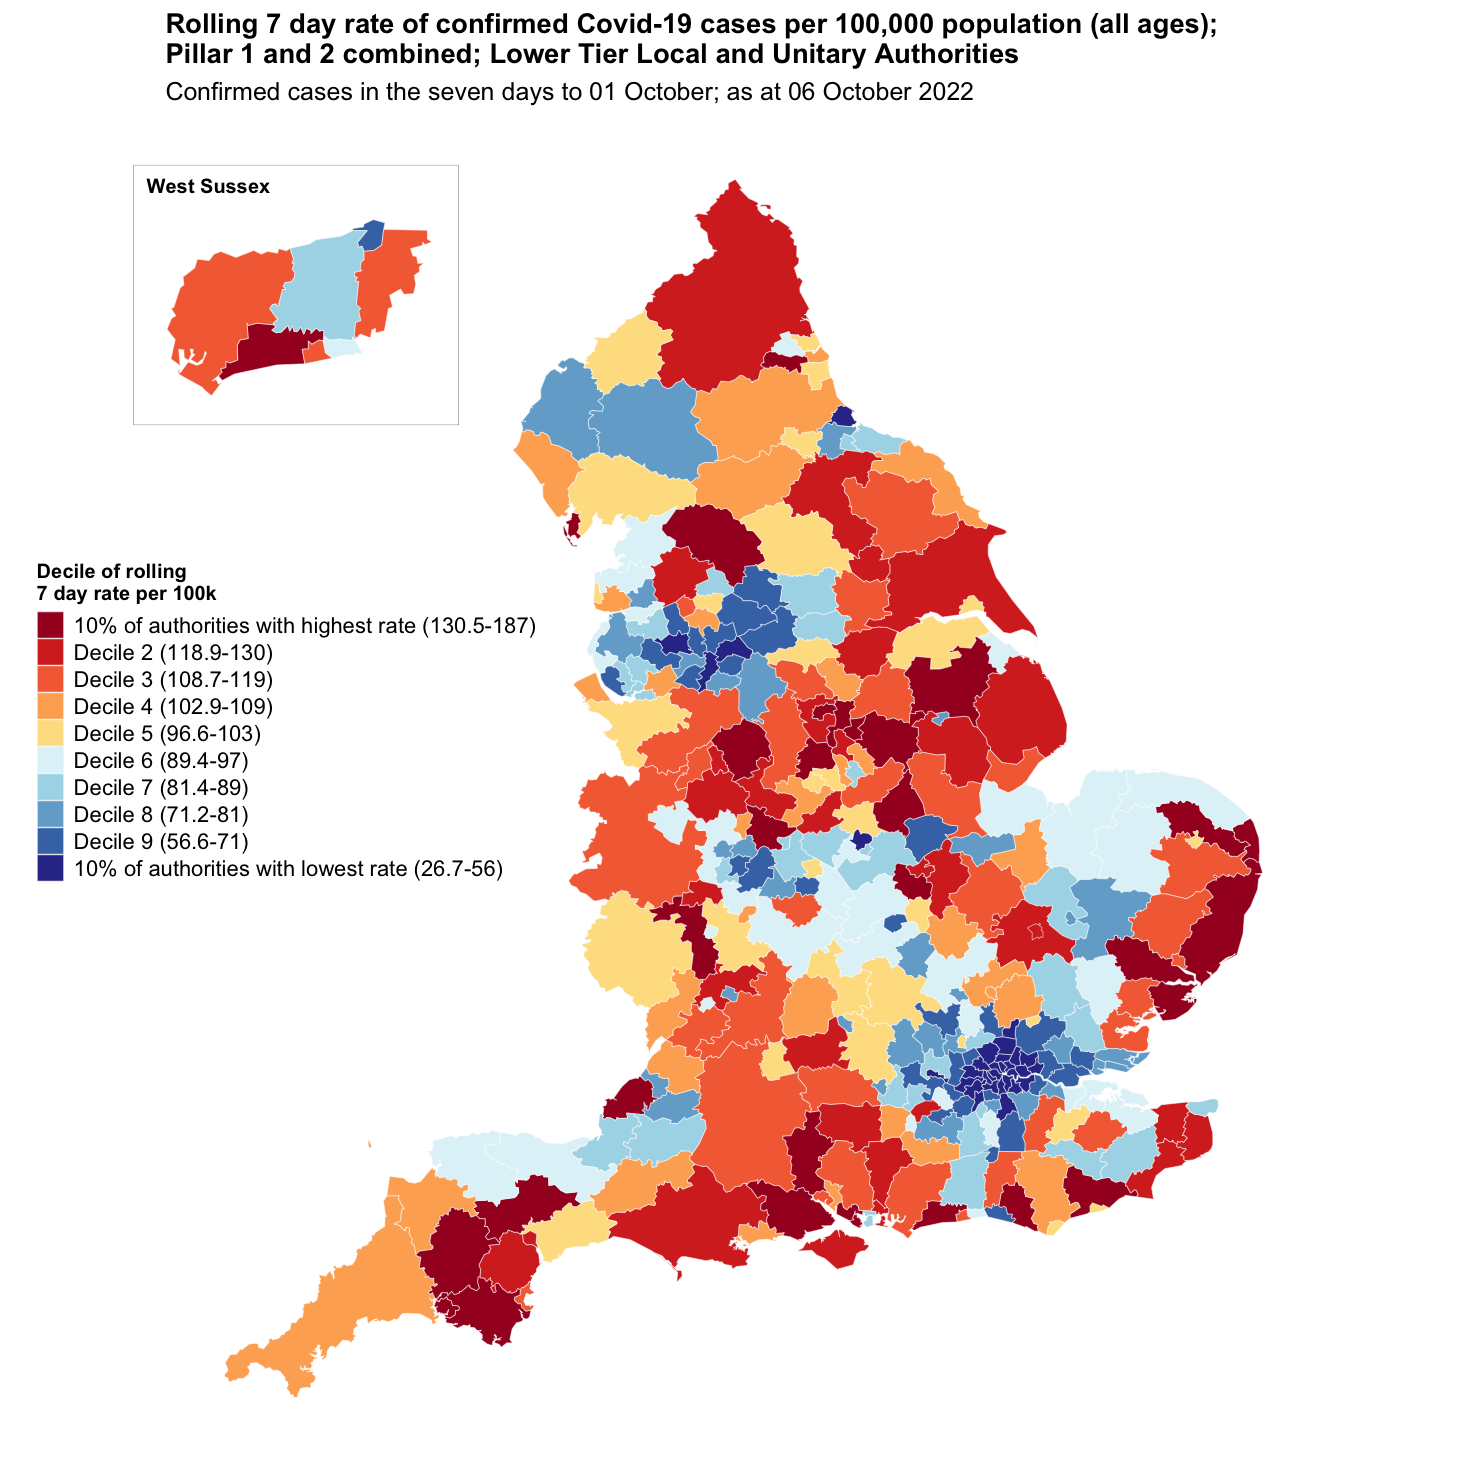 Rolling 7 day rate of confirmed Covid-19 cases per 100,000 population (all ages);
Pillar 1 and 2 combined; Lower Tier Local and Unitary Authorities
Confirmed cases in the seven days to 01 October; as at 06 October 2022
West Sussex
Decile of rolling
7 day rate per 100k
10% of authorities with highest rate (130.5-187)
Decile 2 (118.9-130)
Decile 3 (108.7-119)
Decile 4 (102.9-109)
Decile 5 (96.6-103)
Decile 6 (89.4-97)
Decile 7 (81.4-89)
Decile 8 (71.2-81)
Decile 9 (56.6-71)
10% of authorities with lowest rate (26.7-56)